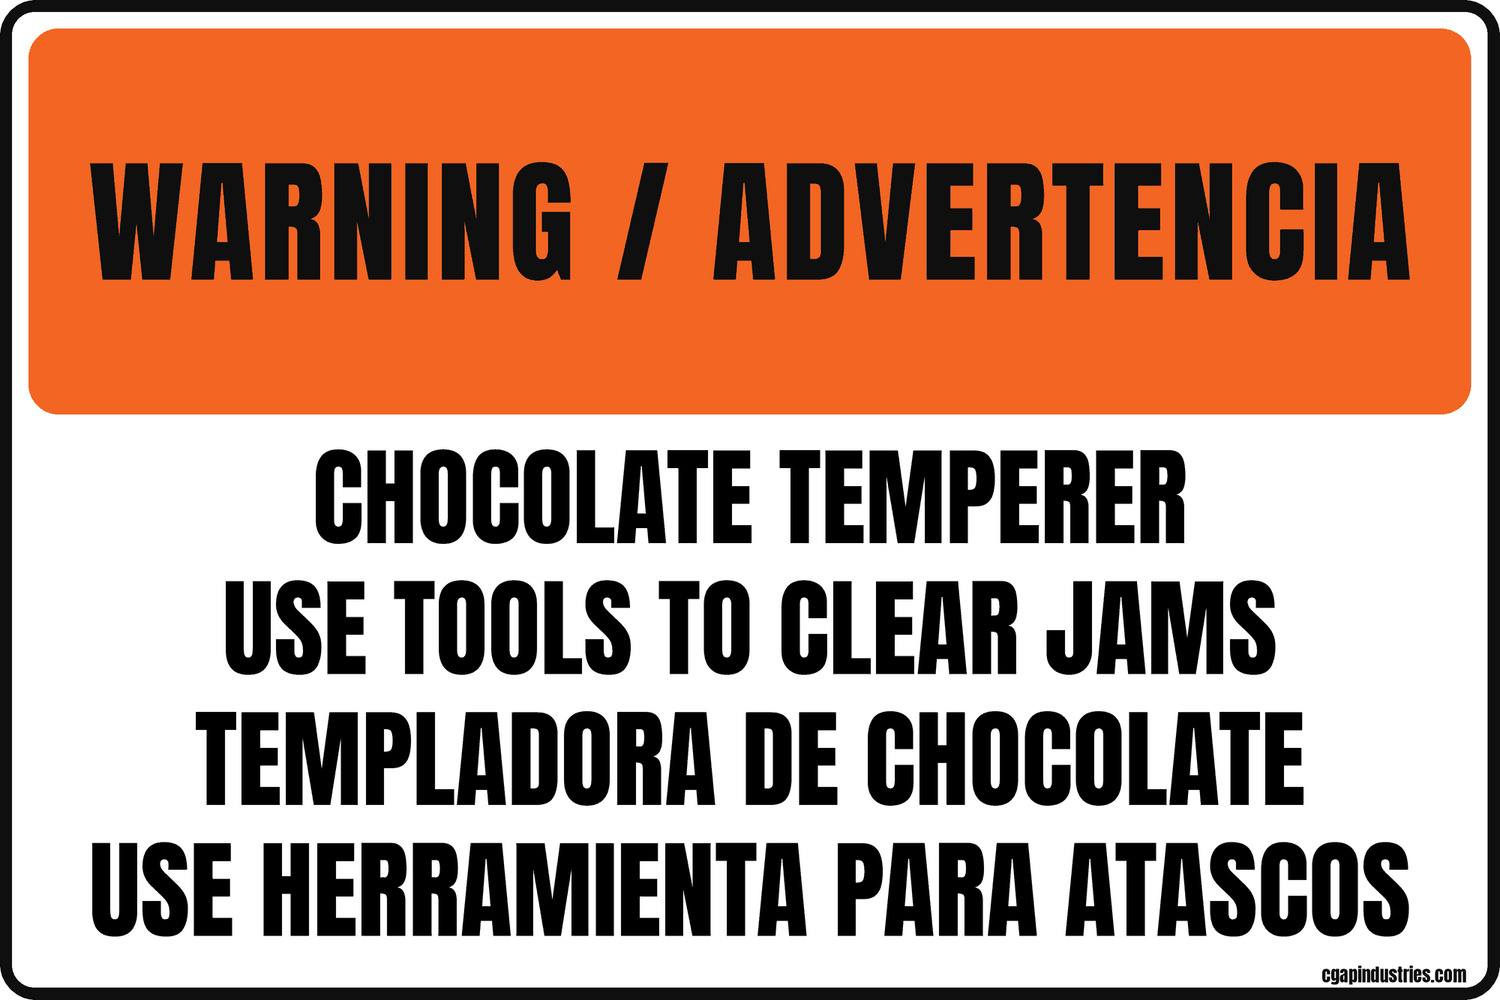 WARNING / ADVERTENCIA
CHOCOLATE TEMPERER
USE TOOLS TO CLEAR JAMS
TEMPLADORA DE CHOCOLATE
USE HERRAMIENTA PARA ATASCOS
cgapindustries.com